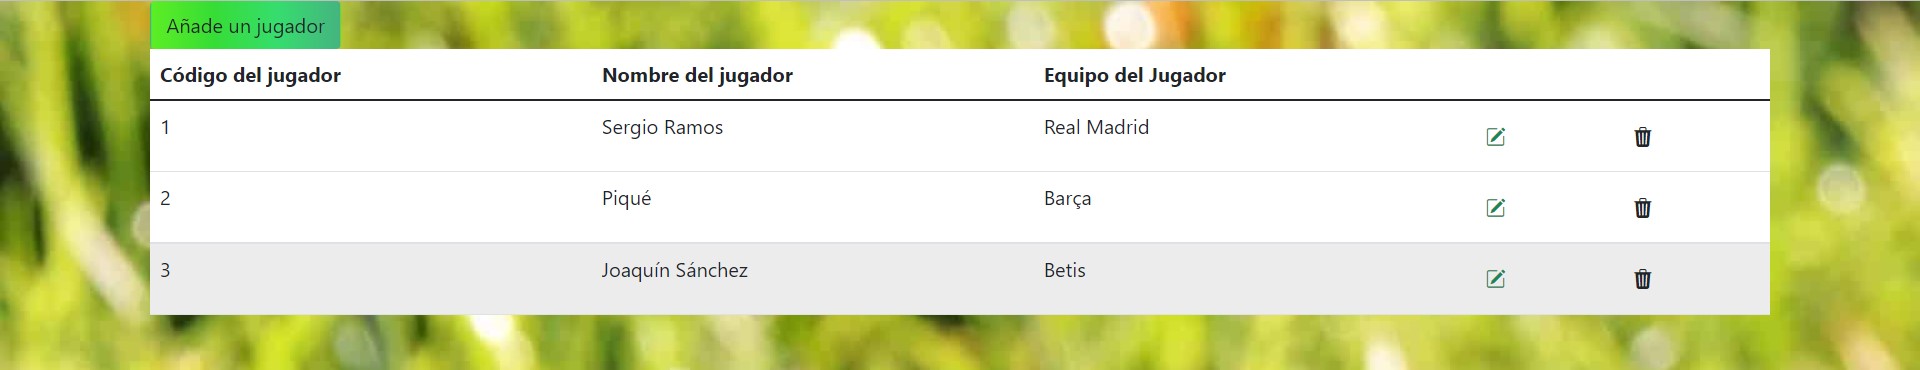 Añade un jugador
Código del jugador Nombre del jugador Equipo del Jugador
1 Sergio Ramos Real Madrid
2 Piqué Barça
3 Joaquín Sánchez Betis